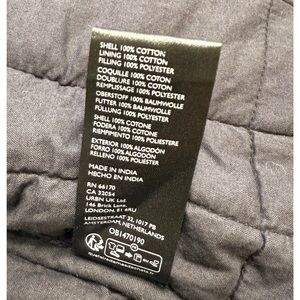 SHELL 100% COTTON
LINING 100% COTTON
FILLING 100% POLYESTER
COQUILLE 100% COTON
DOUBLURE 100% COTON
REMPLISSAGE 100% POLYESTER
OBERSTOFF 100% BAUMWOLLE
FUTTER 100% BAUMWOLLE
FÜLLUNG 100% POLYESTER
SHELL 100% COTONE
FODERA 100% COTONE
RIEMPIMENTO 100% POLIESTERE
EXTERIOR 100% ALGODÓN
FORRO 100% ALGODÓN
RELLENO 100% POLIÉSTER
MADE IN INDIA
HECHO EN INDIA
RN 66170
CA 32054
URBN UK Ltd.
146 Brick Lane,
LONDON. E1 6RU
LEIDSESTRAAT 32, 1017 PB
AMSTERDAM, NETHERLANDS
OB1470190